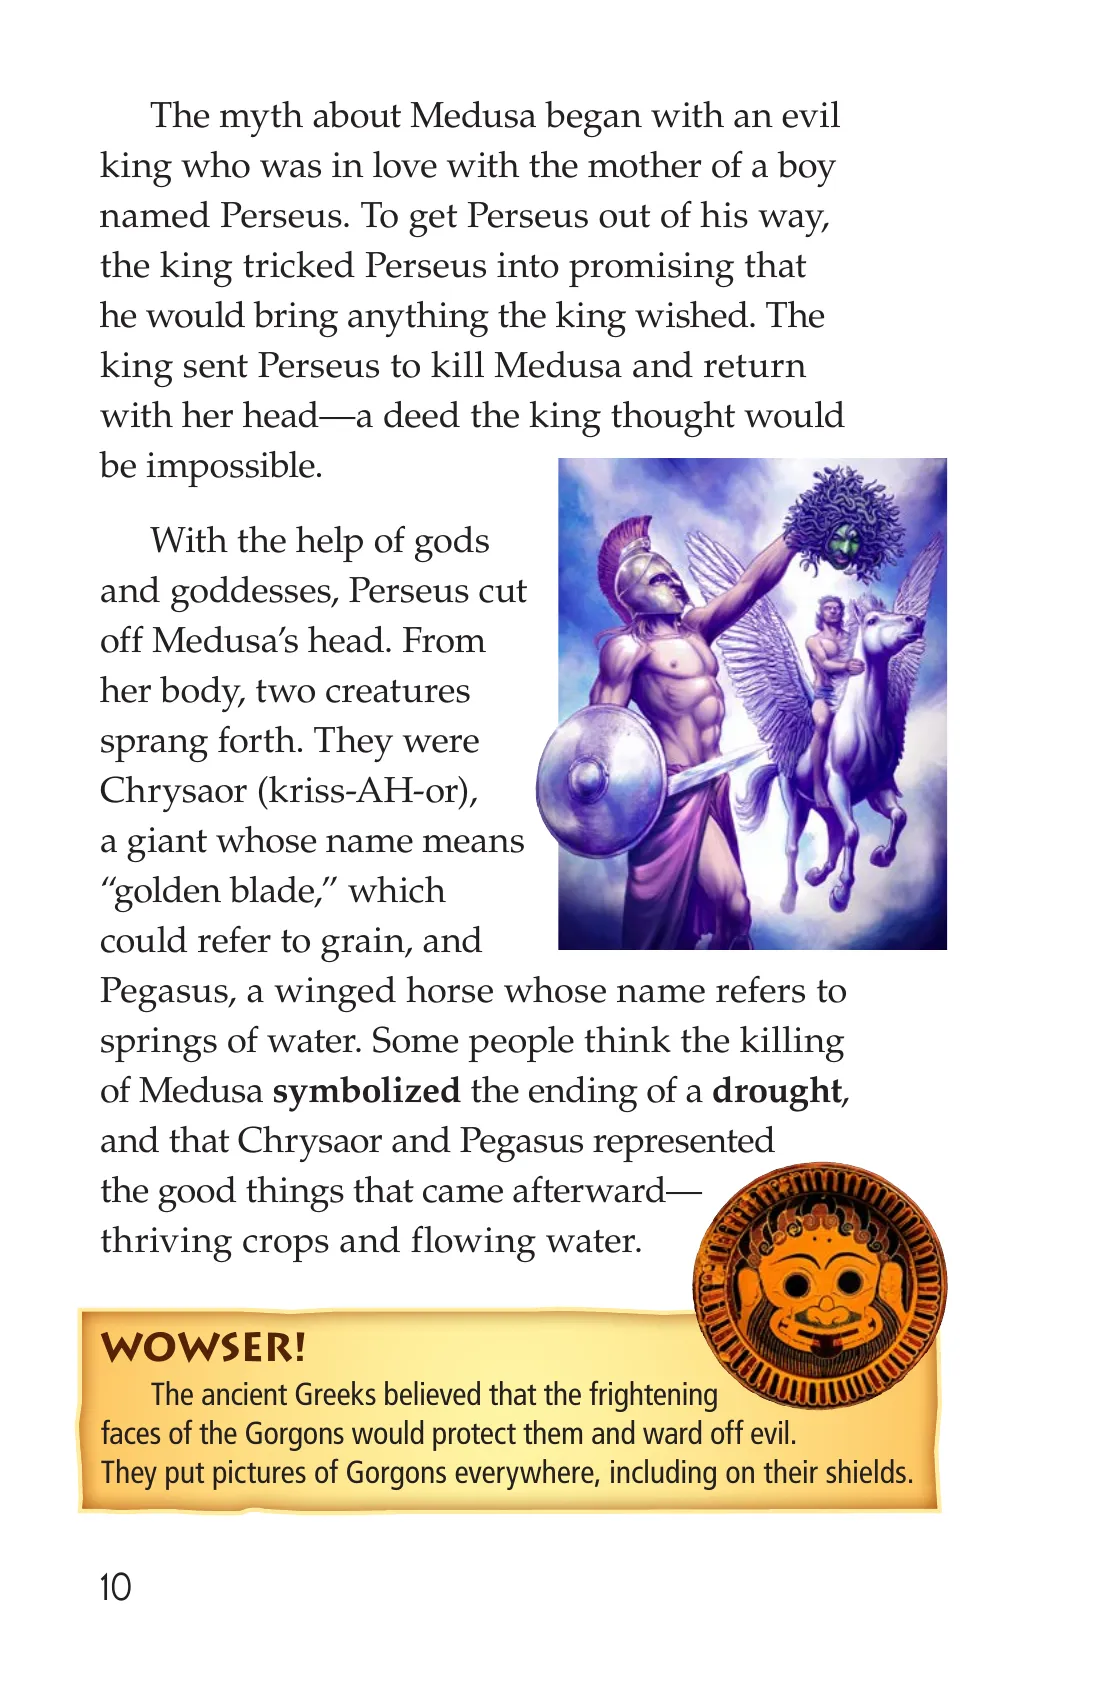 The myth about Medusa began with an evil
king who was in love with the mother of a boy
named Perseus. To get Perseus out of his way,
the king tricked Perseus into promising that
he would bring anything the king wished. The
king sent Perseus to kill Medusa and return
with her head—a deed the king thought would
be impossible.
With the help of gods
and goddesses, Perseus cut
off Medusa’s head. From
her body, two creatures
sprang forth. They were
Chrysaor (kriss-AH-or),
a giant whose name means
“golden blade,” which
could refer to grain, and
Pegasus, a winged horse whose name refers to
springs of water. Some people think the killing
of Medusa symbolized the ending of a drought,
and that Chrysaor and Pegasus represented
the good things that came afterward—
thriving crops and flowing water.
WOWSER!
The ancient Greeks believed that the frightening
faces of the Gorgons would protect them and ward off evil.
They put pictures of Gorgons everywhere, including on their shields.
10